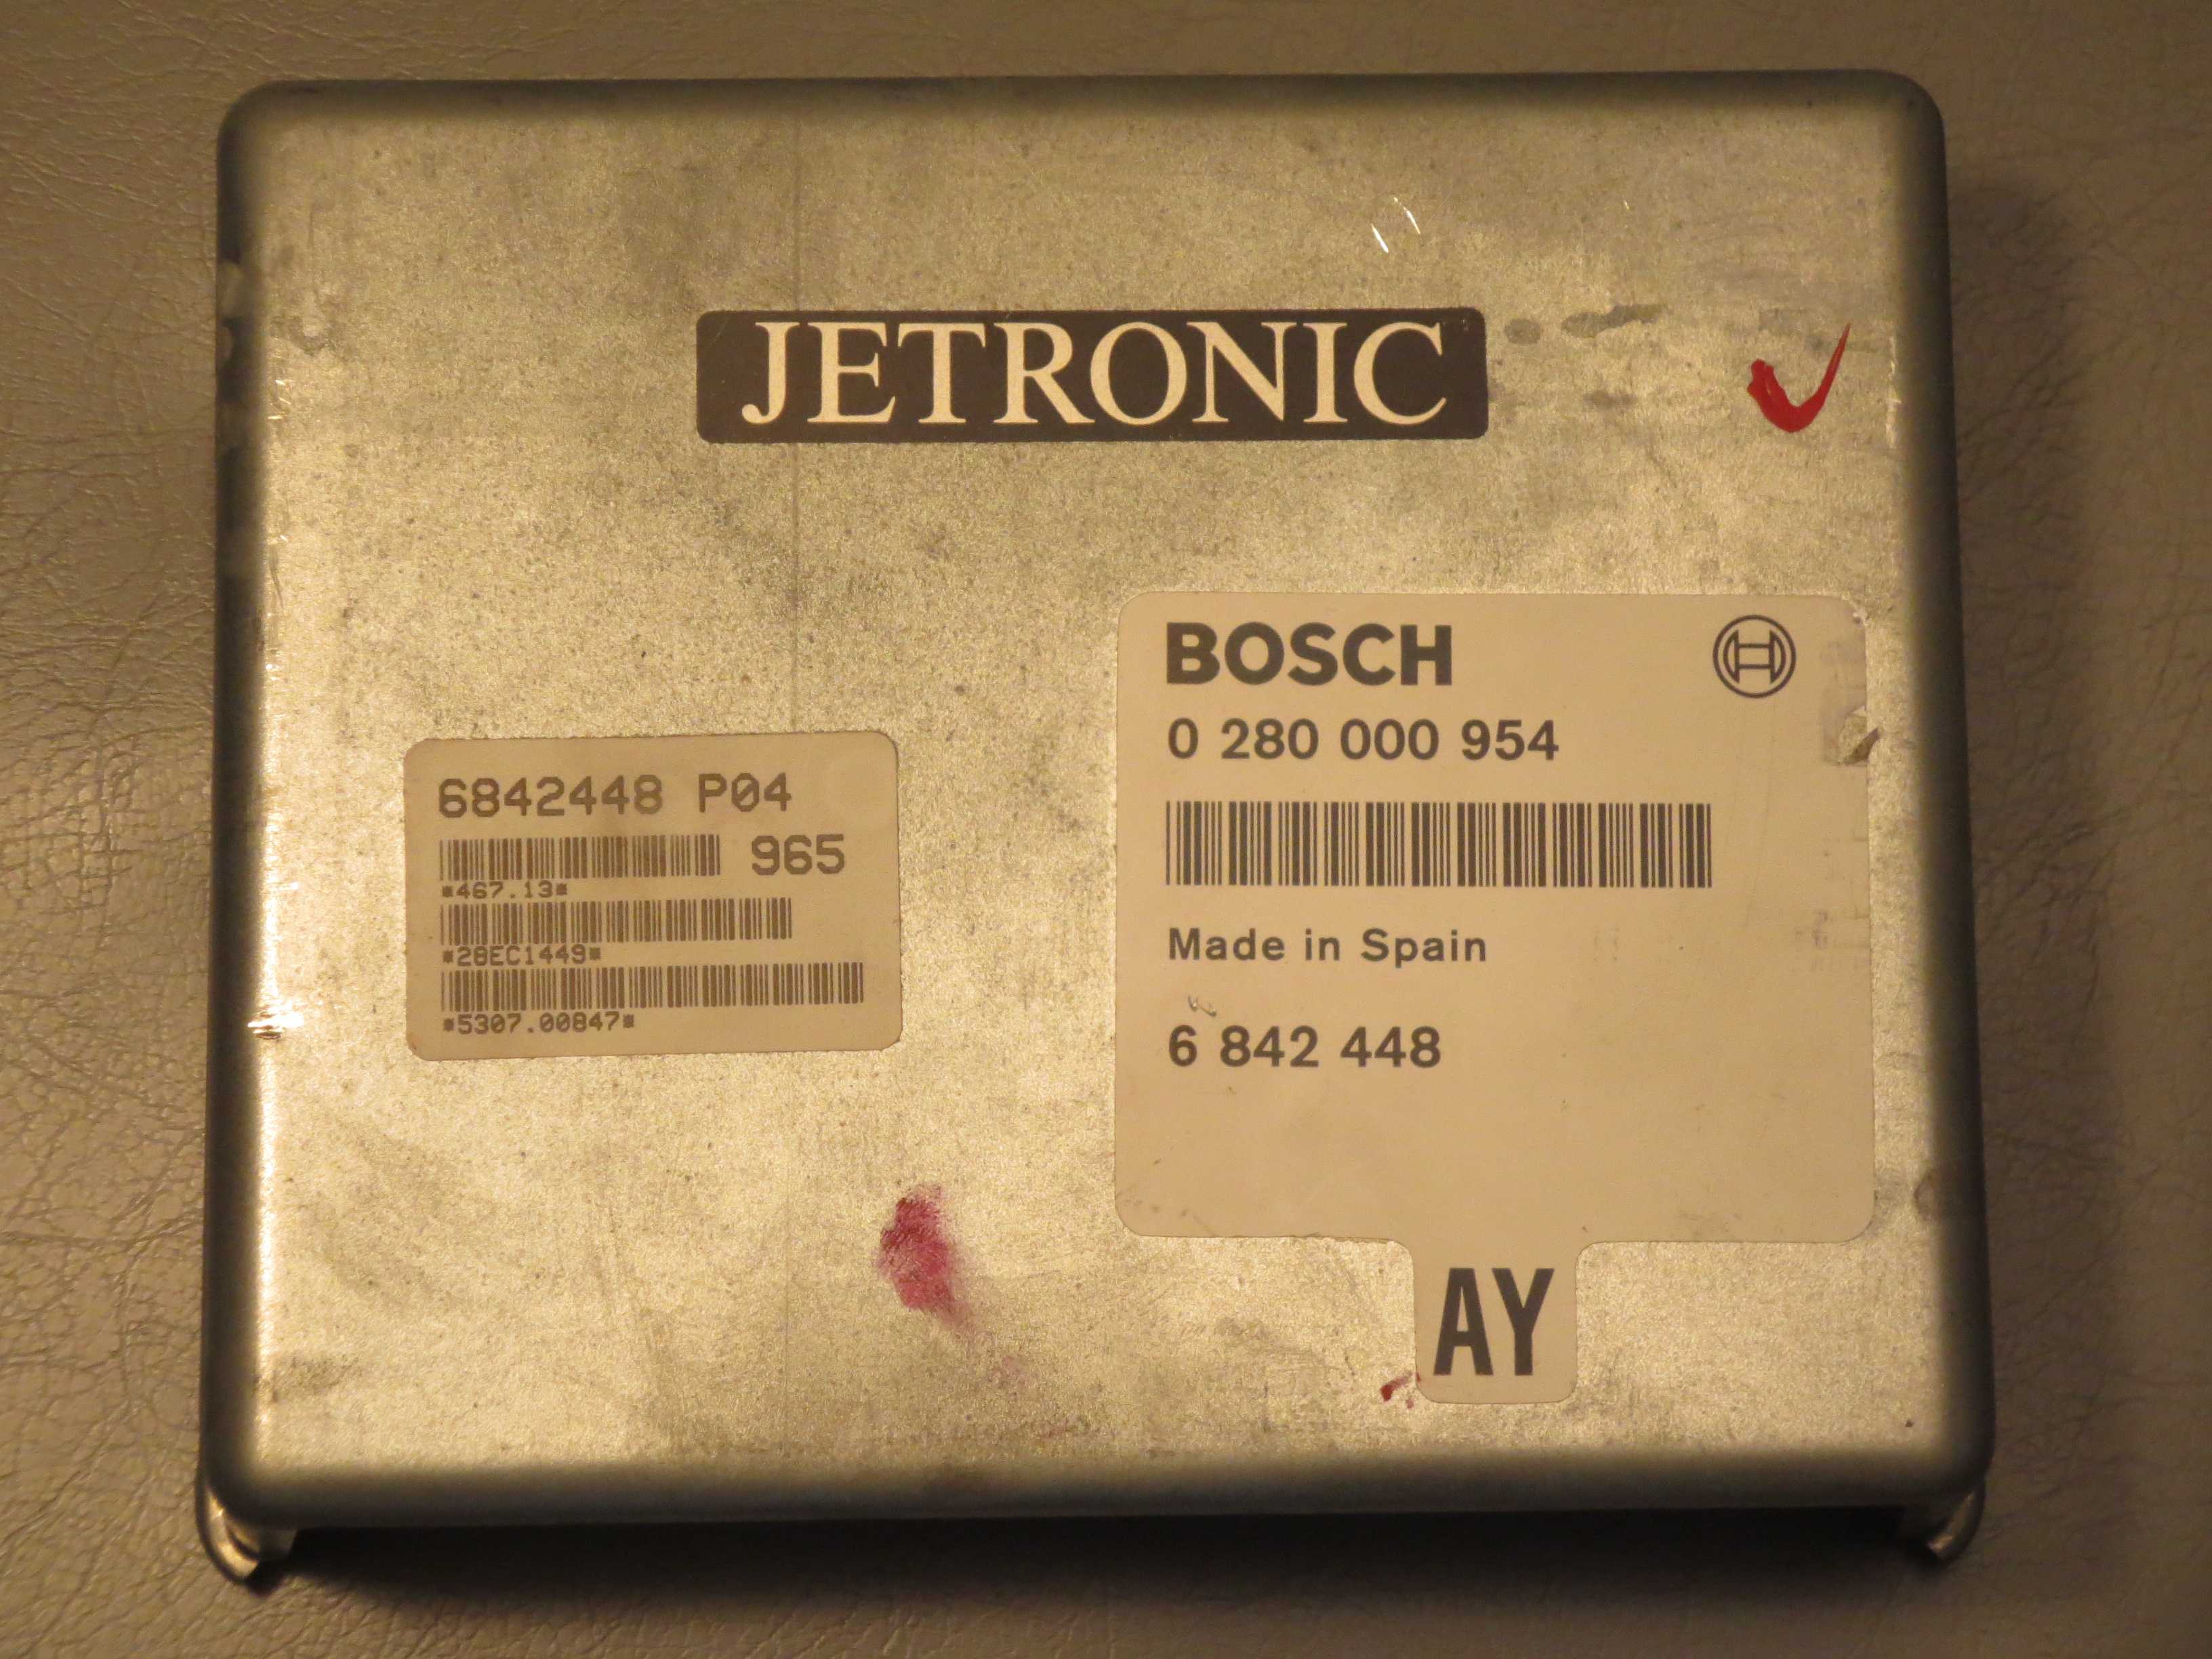 JETRONIC
BOSCH
0 280 000 954
Made in Spain
6 842 448
AY
6842448 P04
965
*467.13*
*28EC1449*
*5307.00847*